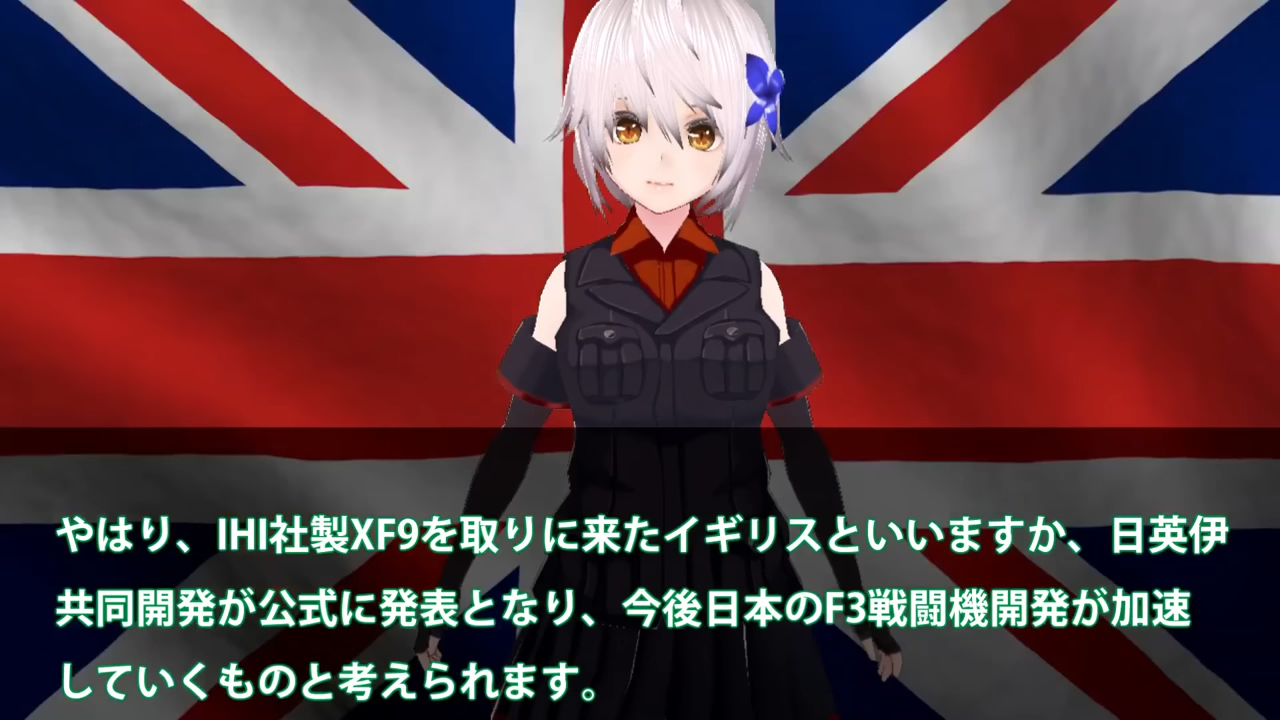 やはり、IHI社製XF9を取りに来たイギリスといいますか、日英伊
共同開発が公式に発表となり、今後日本のF3戦闘機開発が加速
していくものと考えられます。